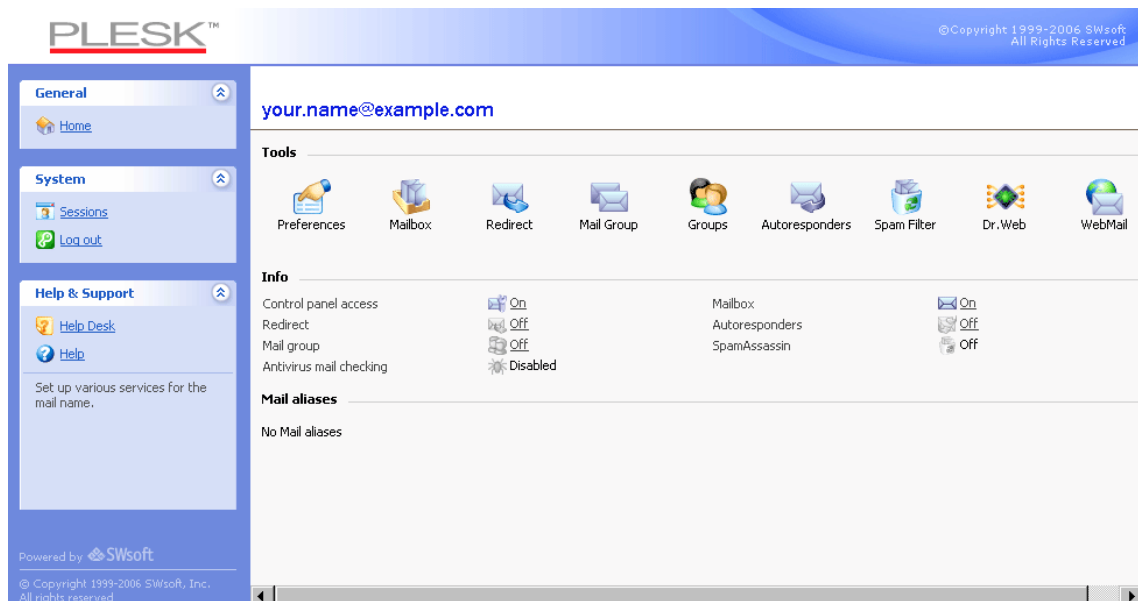 PLESK™
©Copyright 1999-2006 SWsoft
All Rights Reserved
General
Home
System
Sessions
Log out
Help & Support
Help Desk
Help
Set up various services for the
mail name.
Powered by SWsoft
© Copyright 1999-2006 SWsoft, Inc.
All rights reserved
your.name@example.com
Tools
Preferences Mailbox Redirect Mail Group Groups Autoresponders Spam Filter Dr.Web WebMail
Info
Control panel access On Mailbox On
Redirect Off Autoresponders Off
Mail group Off SpamAssassin Off
Antivirus mail checking Disabled
Mail aliases
No Mail aliases